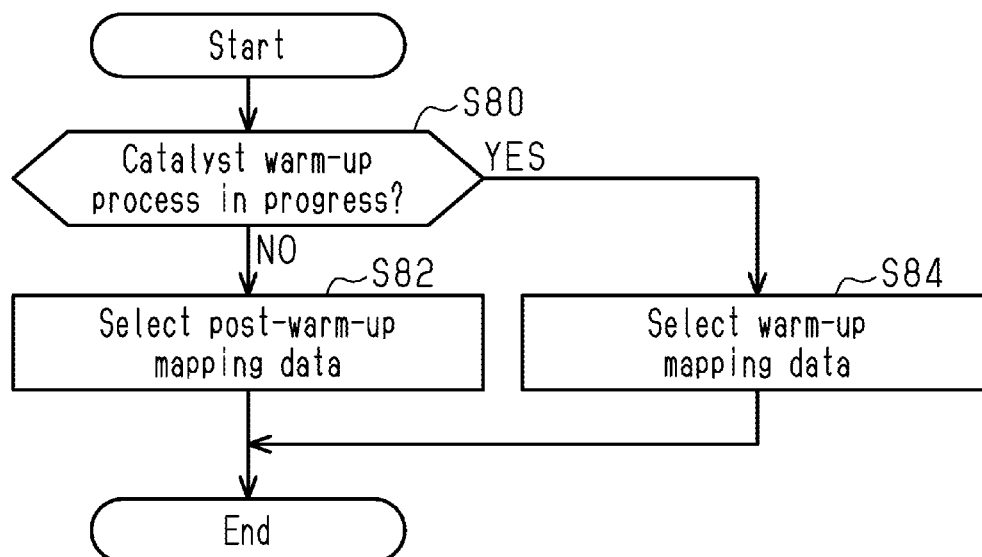 Start
S80
Catalyst warm-up
process in progress?
YES
NO
S82
Select post-warm-up
mapping data
S84
Select warm-up
mapping data
End